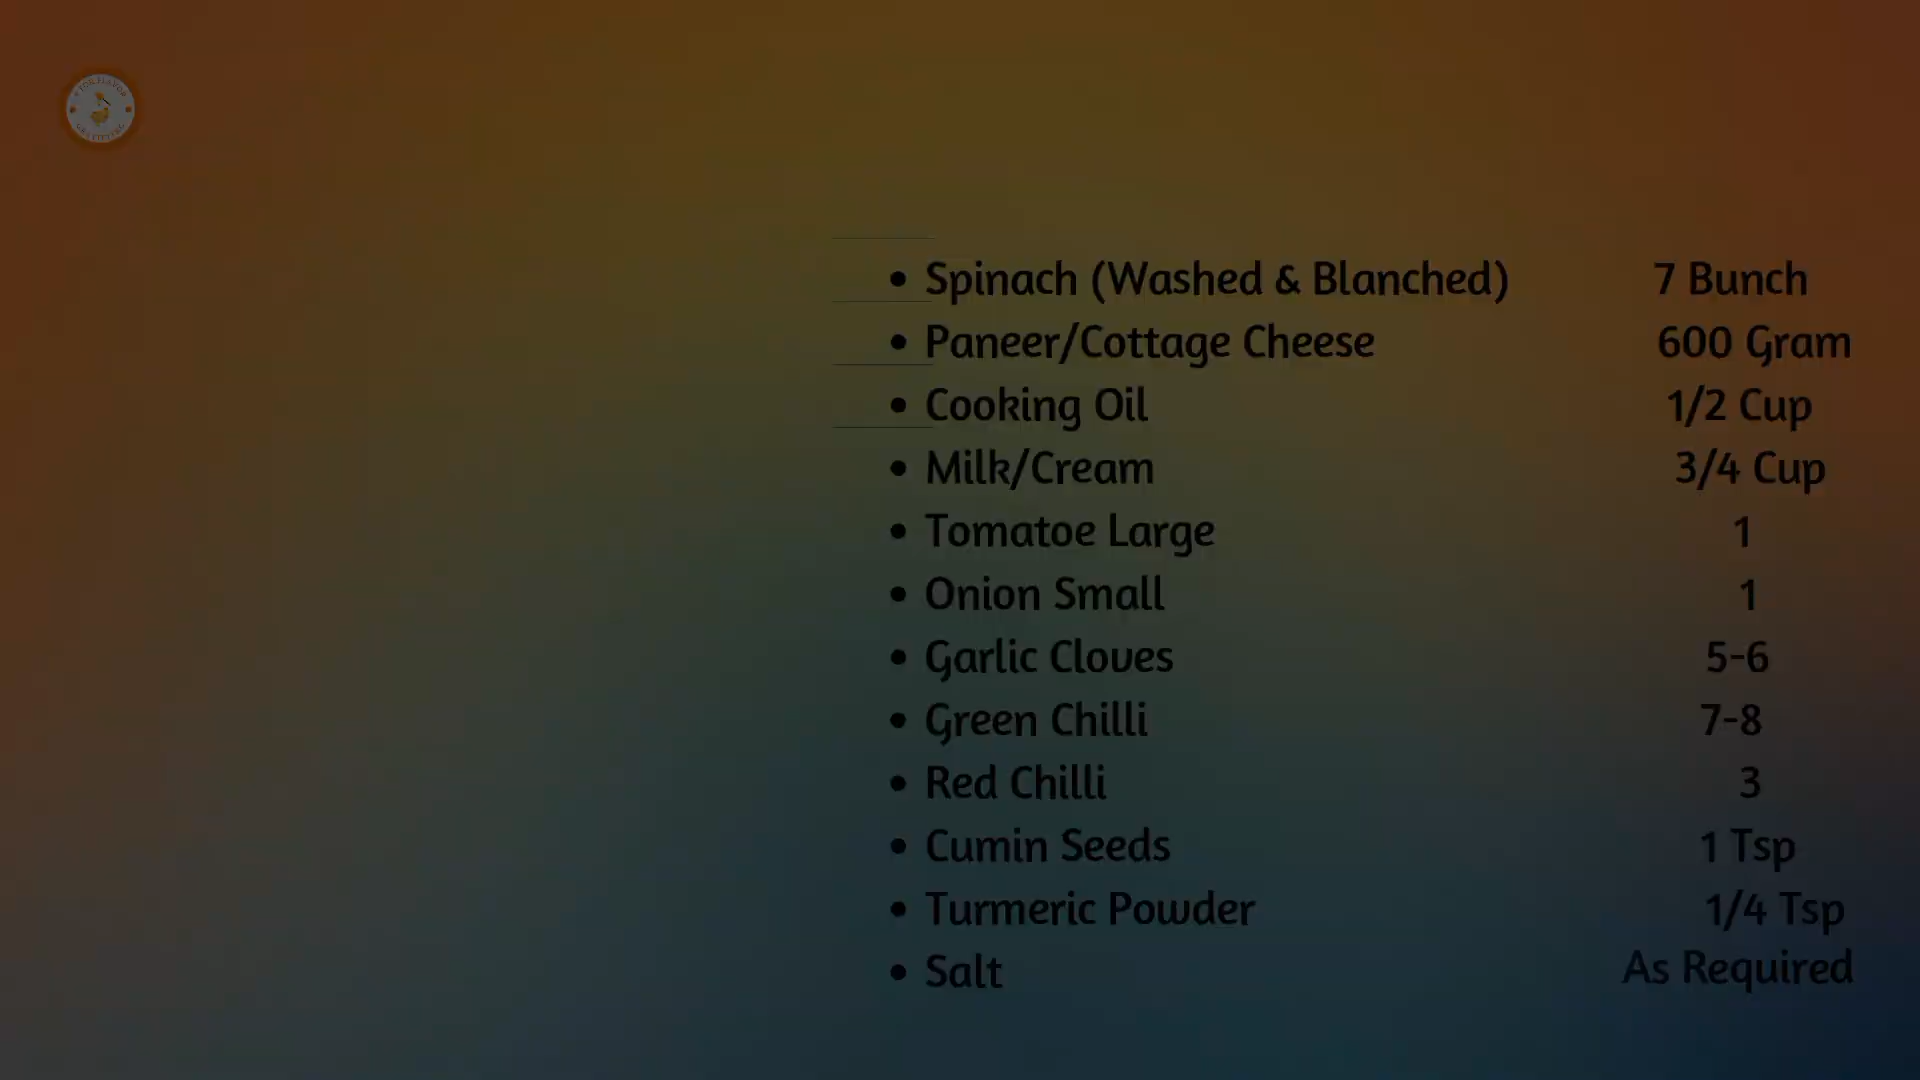 • Spinach (Washed & Blanched) 7 Bunch
• Paneer/Cottage Cheese 600 Gram
• Cooking Oil 1/2 Cup
• Milk/Cream 3/4 Cup
• Tomatoe Large 1
• Onion Small 1
• Garlic Cloves 5-6
• Green Chilli 7-8
• Red Chilli 3
• Cumin Seeds 1 Tsp
• Turmeric Powder 1/4 Tsp
• Salt As Required